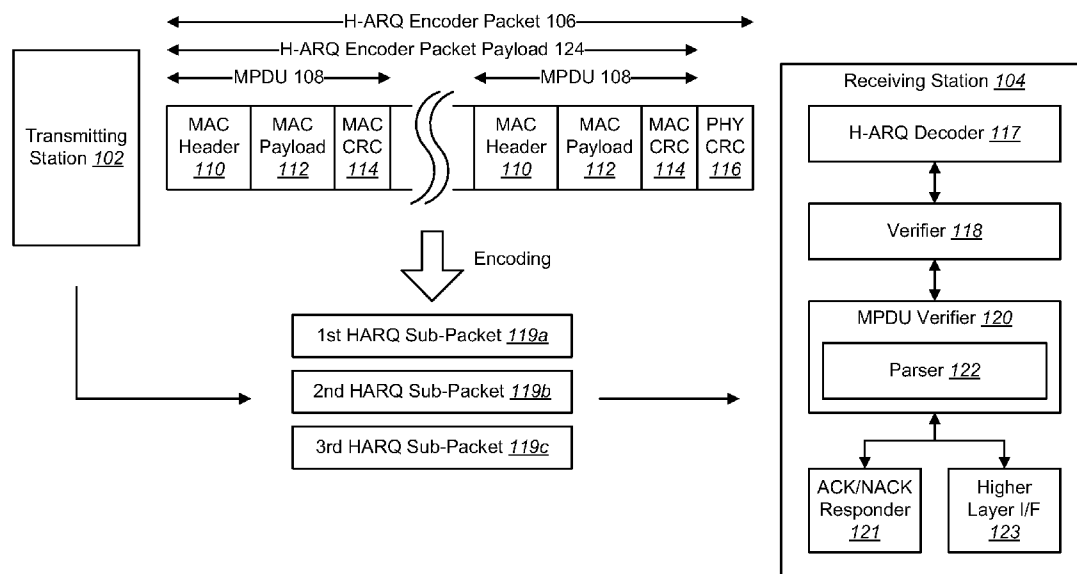 H-ARQ Encoder Packet 106
H-ARQ Encoder Packet Payload 124
MPDU 108
MPDU 108
Transmitting
Station 102
MAC
Header
110
MAC
Payload
112
MAC
CRC
114
MAC
Header
110
MAC
Payload
112
MAC
CRC
114
PHY
CRC
116
Encoding
1st HARQ Sub-Packet 119a
2nd HARQ Sub-Packet 119b
3rd HARQ Sub-Packet 119c
Receiving Station 104
H-ARQ Decoder 117
Verifier 118
MPDU Verifier 120
Parser 122
ACK/NACK
Responder
121
Higher
Layer I/F
123